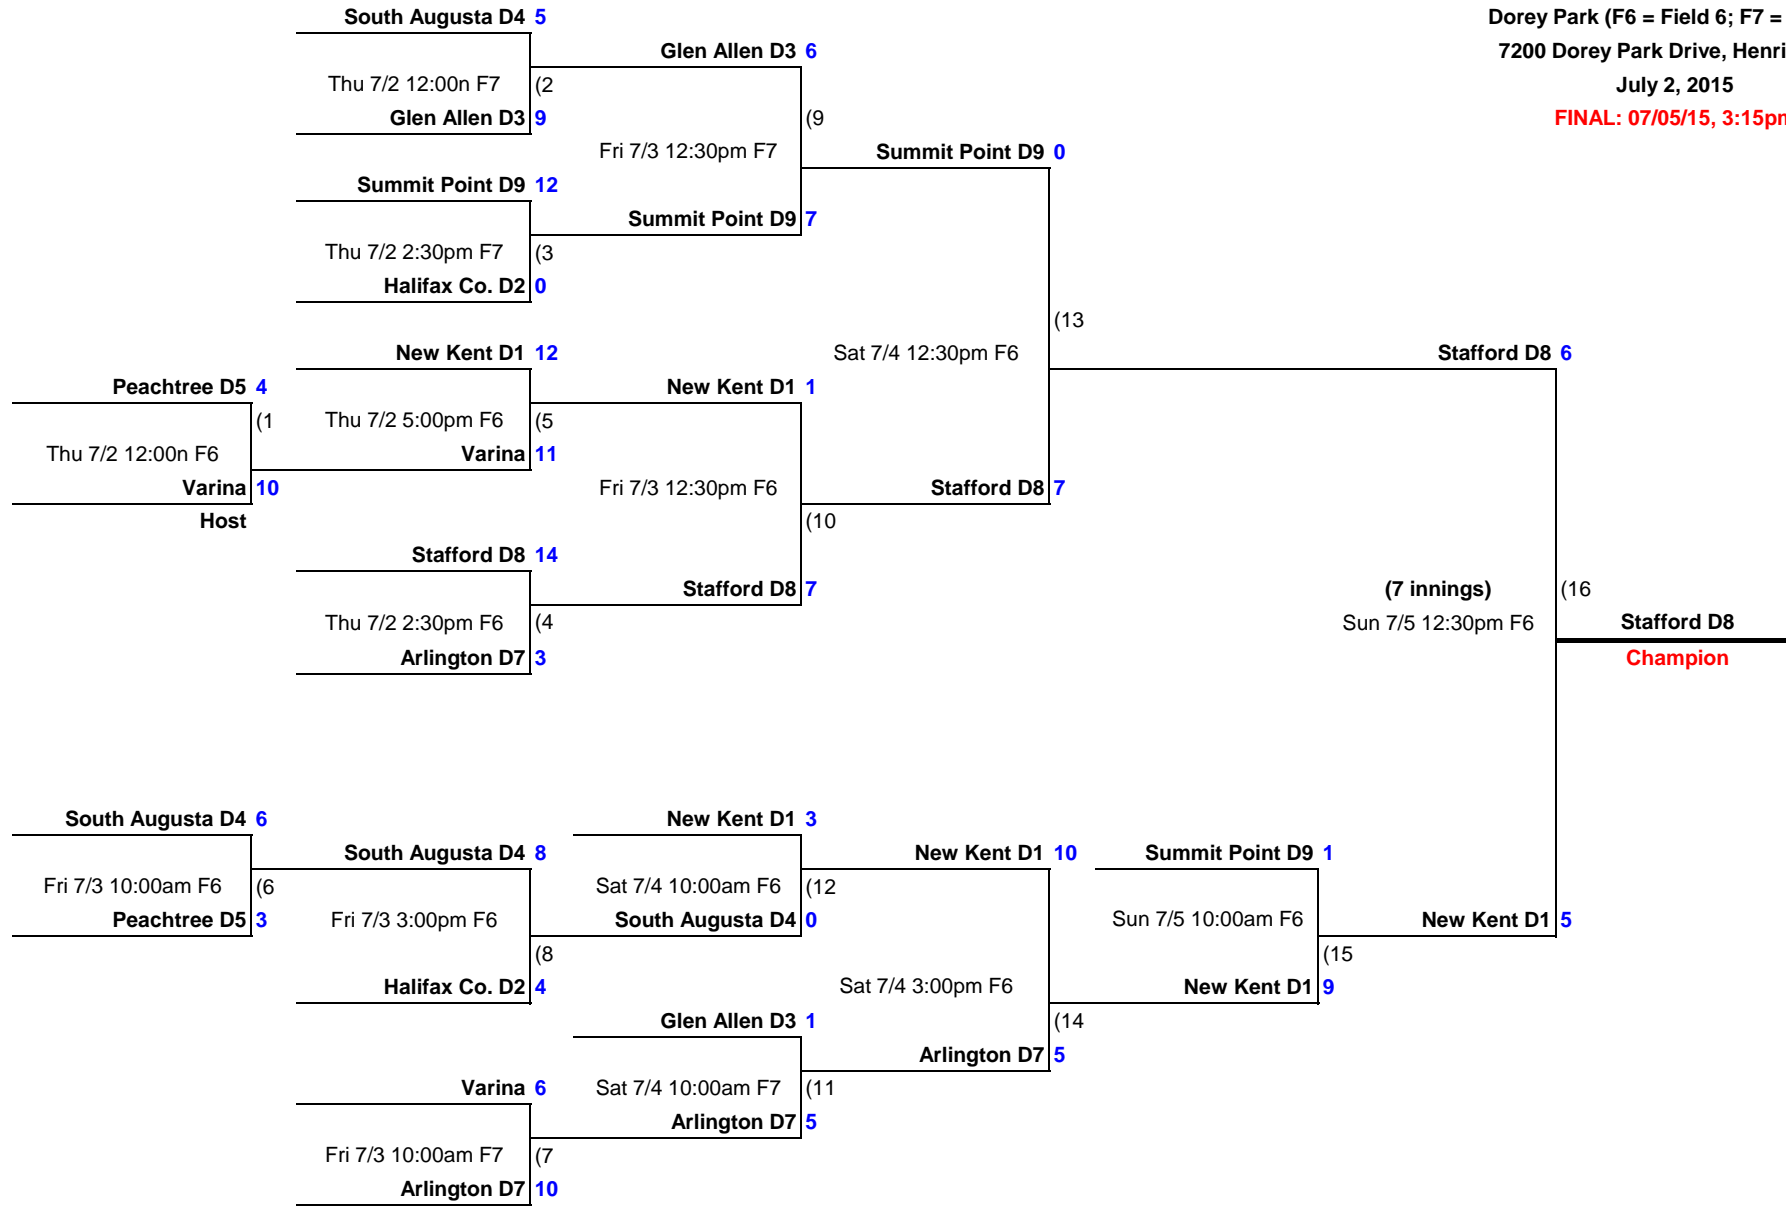 South Augusta D4 5
Dorey Park (F6 = Field 6; F7 =
Glen Allen D3 6
7200 Dorey Park Drive, Henri
Thu 7/2 12:00n F7 (2
July 2, 2015
Glen Allen D3 9
(9
FINAL: 07/05/15, 3:15pm
Fri 7/3 12:30pm F7
Summit Point D9 0
Summit Point D9 12
Summit Point D9 7
Thu 7/2 2:30pm F7 (3
Halifax Co. D2 0
(13
New Kent D1 12
Sat 7/4 12:30pm F6
Stafford D8 6
Peachtree D5 4
New Kent D1 1
(1
Thu 7/2 5:00pm F6 (5
Thu 7/2 12:00n F6
Varina 11
Varina 10
Fri 7/3 12:30pm F6
Stafford D8 7
Host
(10
Stafford D8 14
Stafford D8 7
(7 innings)
(16
Thu 7/2 2:30pm F6 (4
Sun 7/5 12:30pm F6
Stafford D8
Arlington D7 3
Champion
South Augusta D4 6
New Kent D1 3
South Augusta D4 8
New Kent D1 10
Summit Point D9 1
Fri 7/3 10:00am F6 (6
Sat 7/4 10:00am F6 (12
Peachtree D5 3
Fri 7/3 3:00pm F6
South Augusta D4 0
Sun 7/5 10:00am F6
New Kent D1 5
(8
(15
Halifax Co. D2 4
Sat 7/4 3:00pm F6
New Kent D1 9
Glen Allen D3 1
(14
Arlington D7 5
Varina 6
Sat 7/4 10:00am F7 (11
Arlington D7 5
Fri 7/3 10:00am F7 (7
Arlington D7 10